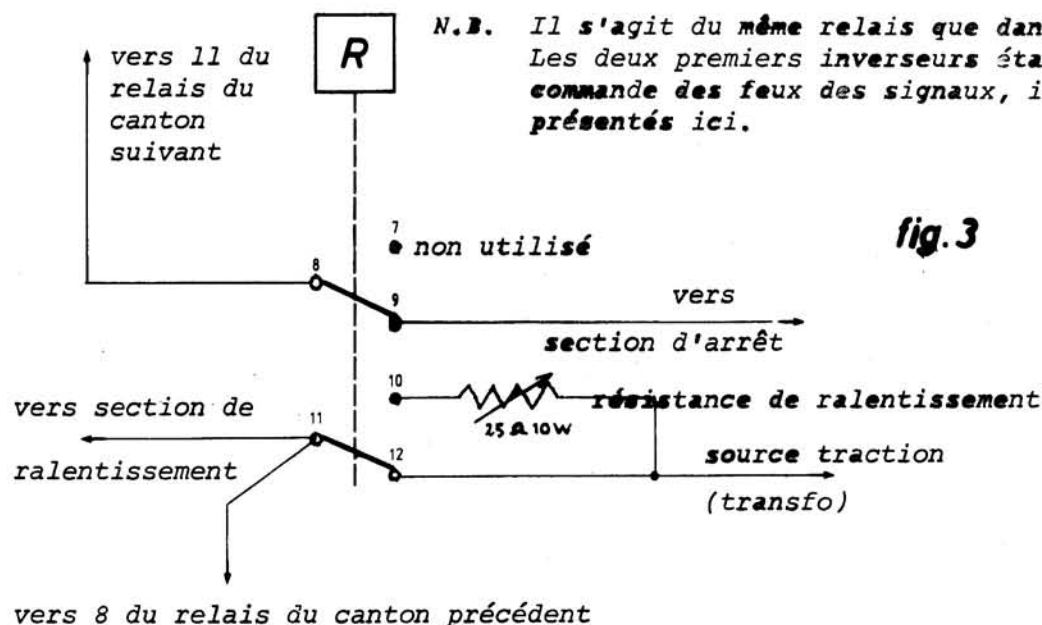 R
N.B. Il s'agit du même relais que dan
Les deux premiers inverseurs éta
commande des feux des signaux, i
présentés ici.
vers 11 du
relais du
canton
suivant
7
non utilisé
fig.3
8
9
vers
section d'arrêt
10
résistance de ralentissement
25 Ω 10W
vers section de
ralentissement
11
12
source traction
(transfo)
vers 8 du relais du canton précédent